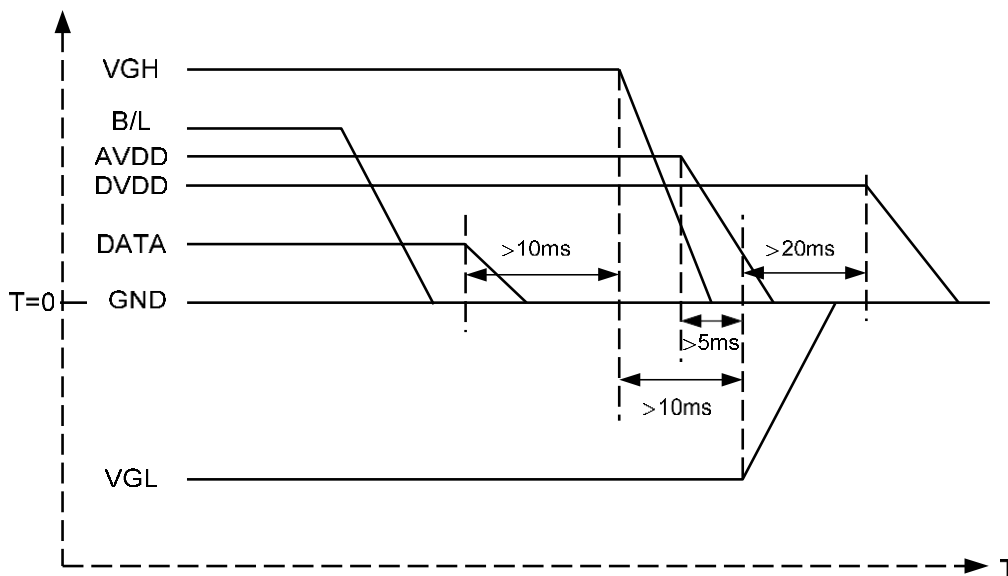 VGH
B/L
AVDD
DVDD
DATA
>10ms
>20ms
T=0
GND
>5ms
>10ms
VGL
T